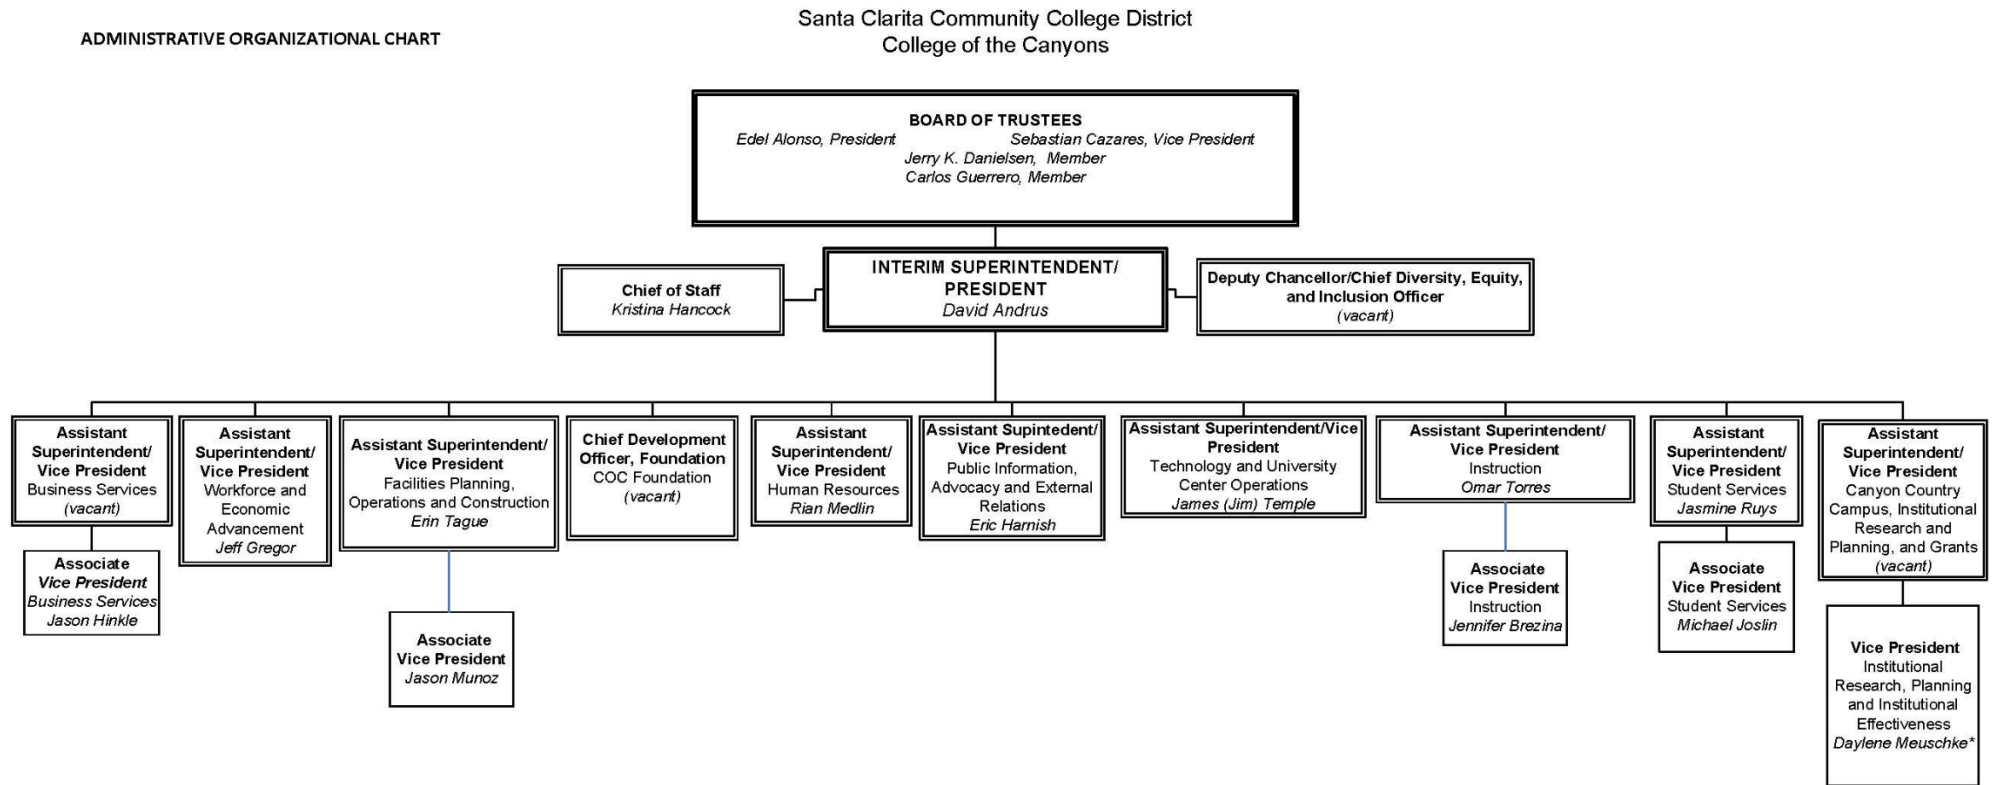 Santa Clarita Community College District
College of the Canyons
ADMINISTRATIVE ORGANIZATIONAL CHART
BOARD OF TRUSTEES
Edel Alonso, President Sebastian Cazares, Vice President
Jerry K. Danielsen, Member
Carlos Guerrero, Member
Chief of Staff
Kristina Hancock
INTERIM SUPERINTENDENT/
PRESIDENT
David Andrus
Deputy Chancellor/Chief Diversity, Equity,
and Inclusion Officer
(vacant)
Assistant
Superintendent/
Vice President
Business Services
(vacant)
Associate
Vice President
Business Services
Jason Hinkle
Assistant
Superintendent/
Vice President
Workforce and
Economic
Advancement
Jeff Gregor
Assistant Superintendent/
Vice President
Facilities Planning,
Operations and Construction
Erin Tague
Associate
Vice President
Jason Munoz
Chief Development
Officer, Foundation
COC Foundation
(vacant)
Assistant
Superintendent/
Vice President
Human Resources
Rian Medlin
Assistant Supintedent/
Vice President
Public Information,
Advocacy and External
Relations
Eric Harnish
Assistant Superintendent/Vice
President
Technology and University
Center Operations
James (Jim) Temple
Assistant Superintendent/
Vice President
Instruction
Omar Torres
Associate
Vice President
Instruction
Jennifer Brezina
Assistant
Superintendent/
Vice President
Student Services
Jasmine Ruys
Associate
Vice President
Student Services
Michael Joslin
Assistant
Superintendent/
Vice President
Canyon Country
Campus, Institutional
Research and
Planning, and Grants
(vacant)
Vice President
Institutional
Research, Planning
and Institutional
Effectiveness
Daylene Meuschke*